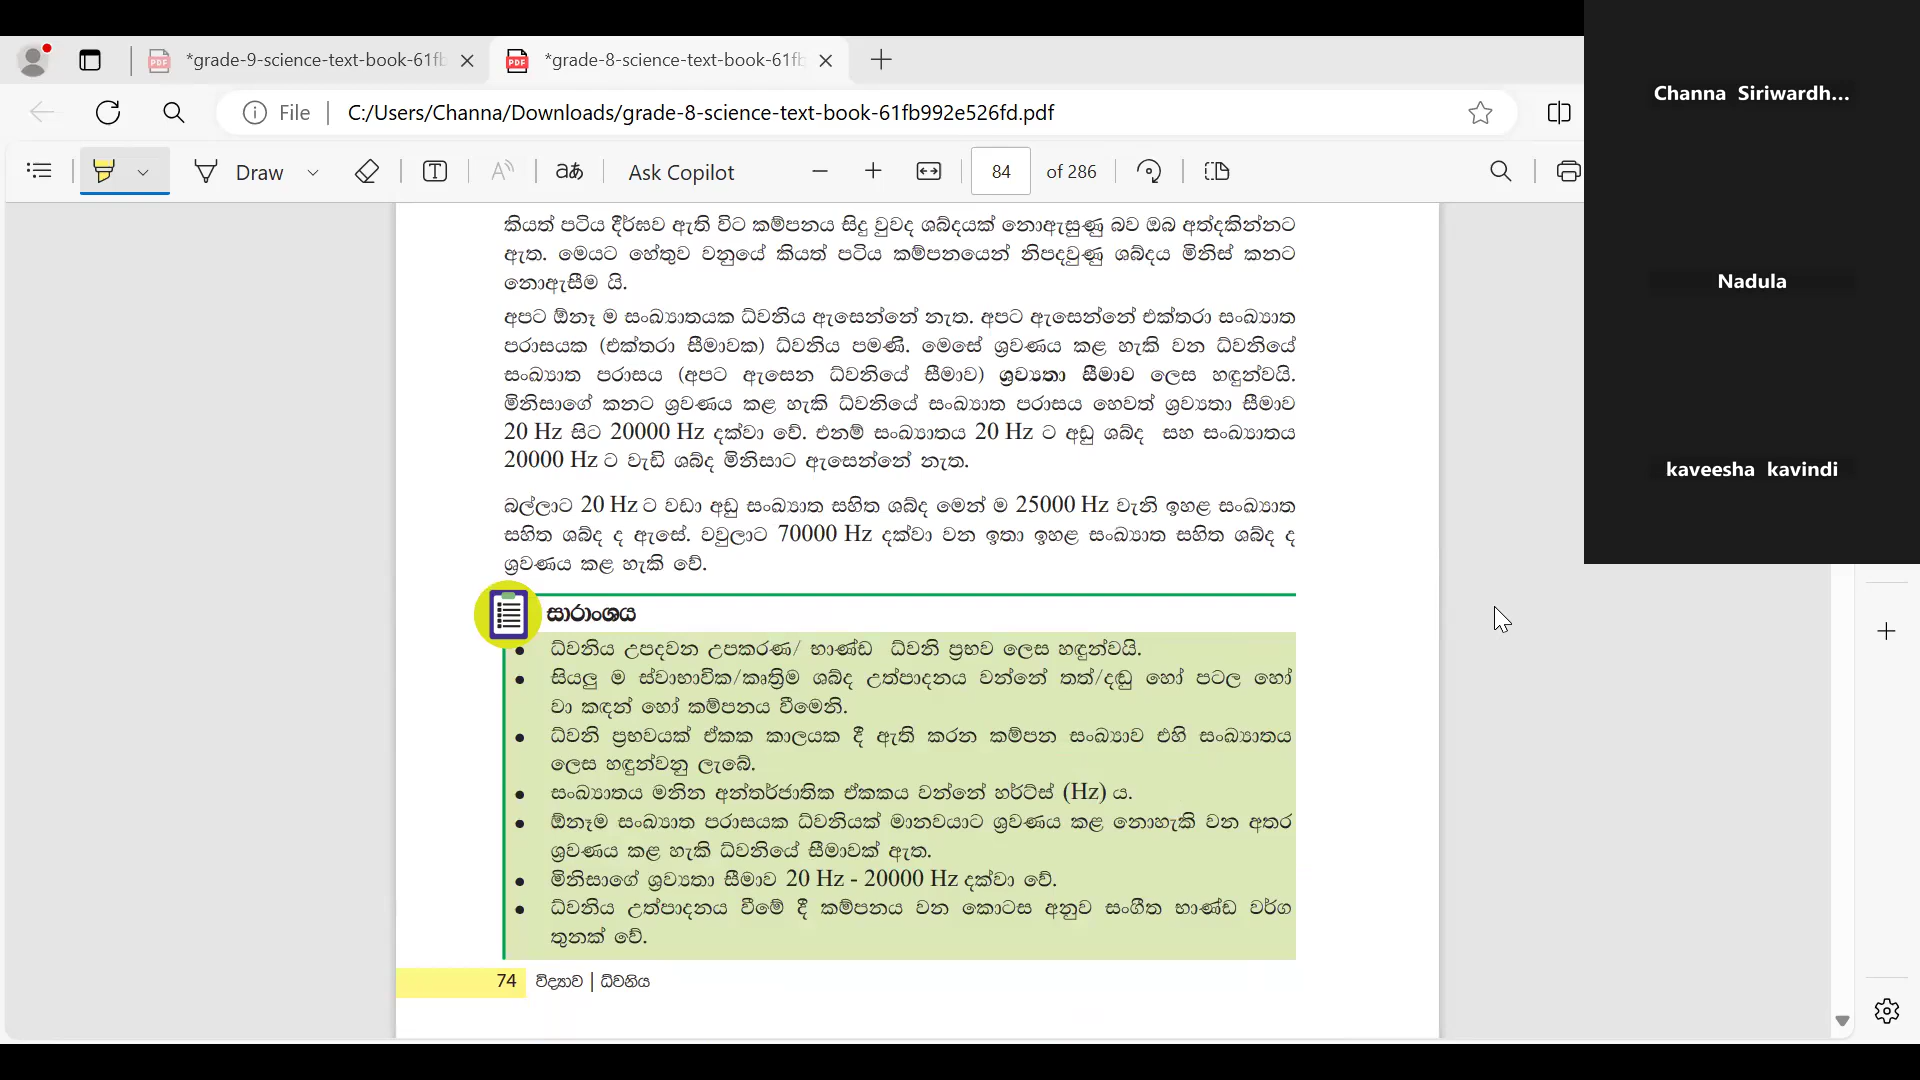 *grade-9-science-text-book-61fb
*grade-8-science-text-book-61fb
File
C:/Users/Channa/Downloads/grade-8-science-text-book-61fb992e526fd.pdf
Draw
aあ
Ask Copilot
84
of 286
Channa Siriwardh...
Nadula
kaveesha kavindi
කියත් පටිය දීර්ඝව ඇති විට කම්පනය සිදු වුවද ශබ්දයක් නොඇසුණු බව ඔබ අත්දකින්නට
ඇත. මෙයට හේතුව වනුයේ කියත් පටිය කම්පනයෙන් නිපදවුණු ශබ්දය මිනිස් කනට
නොඇසීම යි.
අපට ඕනෑ ම සංඛ්‍යාතයක ධ්වනිය ඇසෙන්නේ නැත. අපට ඇසෙන්නේ එක්තරා සංඛ්‍යාත
පරාසයක (එක්තරා සීමාවක) ධ්වනිය පමණි. මෙසේ ශ්‍රවණය කළ හැකි වන ධ්වනියේ
සංඛ්‍යාත පරාසය (අපට ඇසෙන ධ්වනියේ සීමාව) ශ්‍රව්‍යතා සීමාව ලෙස හඳුන්වයි.
මිනිසාගේ කනට ශ්‍රවණය කළ හැකි ධ්වනියේ සංඛ්‍යාත පරාසය හෙවත් ශ්‍රව්‍යතා සීමාව
20 Hz සිට 20000 Hz දක්වා වේ. එනම් සංඛ්‍යාතය 20 Hz ට අඩු ශබ්ද සහ සංඛ්‍යාතය
20000 Hz ට වැඩි ශබ්ද මිනිසාට ඇසෙන්නේ නැත.
බල්ලාට 20 Hz ට වඩා අඩු සංඛ්‍යාත සහිත ශබ්ද මෙන් ම 25000 Hz වැනි ඉහළ සංඛ්‍යාත
සහිත ශබ්ද ද ඇසේ. වවුලාට 70000 Hz දක්වා වන ඉතා ඉහළ සංඛ්‍යාත සහිත ශබ්ද ද
ශ්‍රවණය කළ හැකි වේ.
සාරාංශය
● ධ්වනිය උපදවන උපකරණ/ භාණ්ඩ ධ්වනි ප්‍රභව ලෙස හඳුන්වයි.
● සියලු ම ස්වාභාවික/කෘත්‍රිම ශබ්ද උත්පාදනය වන්නේ තත්/දඬු හෝ පටල හෝ
වා කඳන් හෝ කම්පනය වීමෙනි.
● ධ්වනි ප්‍රභවයක් ඒකක කාලයක දී ඇති කරන කම්පන සංඛ්‍යාව එහි සංඛ්‍යාතය
ලෙස හඳුන්වනු ලැබේ.
● සංඛ්‍යාතය මනින අන්තර්ජාතික ඒකකය වන්නේ හර්ට්ස් (Hz) ය.
● ඕනෑම සංඛ්‍යාත පරාසයක ධ්වනියක් මානවයාට ශ්‍රවණය කළ නොහැකි වන අතර
ශ්‍රවණය කළ හැකි ධ්වනියේ සීමාවක් ඇත.
● මිනිසාගේ ශ්‍රව්‍යතා සීමාව 20 Hz - 20000 Hz දක්වා වේ.
● ධ්වනිය උත්පාදනය වීමේ දී කම්පනය වන කොටස අනුව සංගීත භාණ්ඩ වර්ග
තුනක් වේ.
74 විද්‍යාව | ධ්වනිය